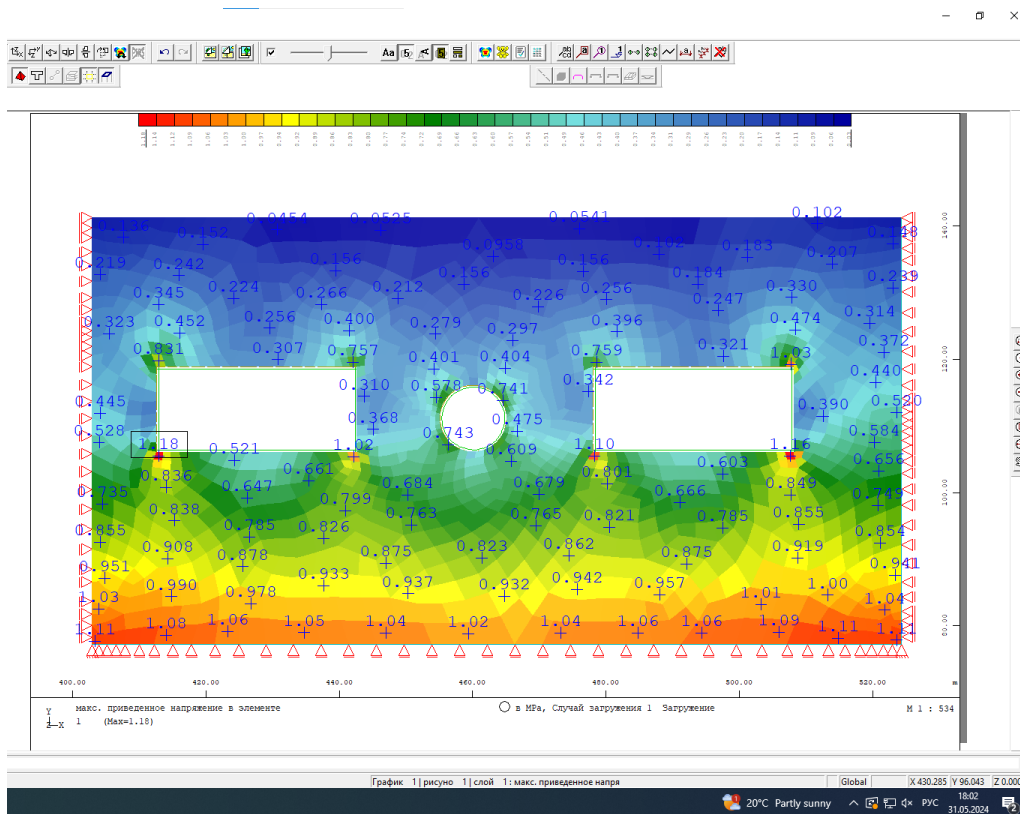 Aa
0.0454 0.0525 0.0541 0.102
0.136 0.152 0.148
0.0958 0.102 0.183 0.207
0.219 0.242 0.156 0.156 0.156 0.184 0.239
0.345 0.224 0.266 0.212 0.226 0.256 0.247 0.330
0.323 0.452 0.256 0.400 0.279 0.297 0.396 0.474 0.314
0.831 0.307 0.757 0.401 0.404 0.759 0.321 1.03 0.372
0.310 0.578 0.741 0.342 0.440
0.445 0.368 0.475 0.390 0.520
0.528 0.743 0.584
1.18 0.521 1.02 0.609 1.10 1.16
0.836 0.661 0.801 0.603 0.656
0.735 0.647 0.799 0.684 0.679 0.666 0.849 0.749
0.838 0.763 0.765 0.821 0.785 0.855
0.855 0.785 0.826 0.854
0.908 0.878 0.875 0.823 0.862 0.875 0.919
0.951 0.933 0.937 0.932 0.942 0.957 0.941
0.990 0.978 1.01 1.00
1.03 1.04
1.11 1.08 1.06 1.05 1.04 1.02 1.04 1.06 1.06 1.09 1.11 1.11
140.00
120.00
100.00
80.00
400.00 420.00 440.00 460.00 480.00 500.00 520.00 m
Y
Z X
макс. приведенное напряжение в элементе
1 (Max=1.18)
в MPa, Случай загружения 1 Загружение
M 1 : 534
График 1 | рисуно 1 | слой 1 : макс. приведенное напря
Global X 430.285 Y 96.043 Z 0.000
20°C Partly sunny
РУС
18:02
31.05.2024
2